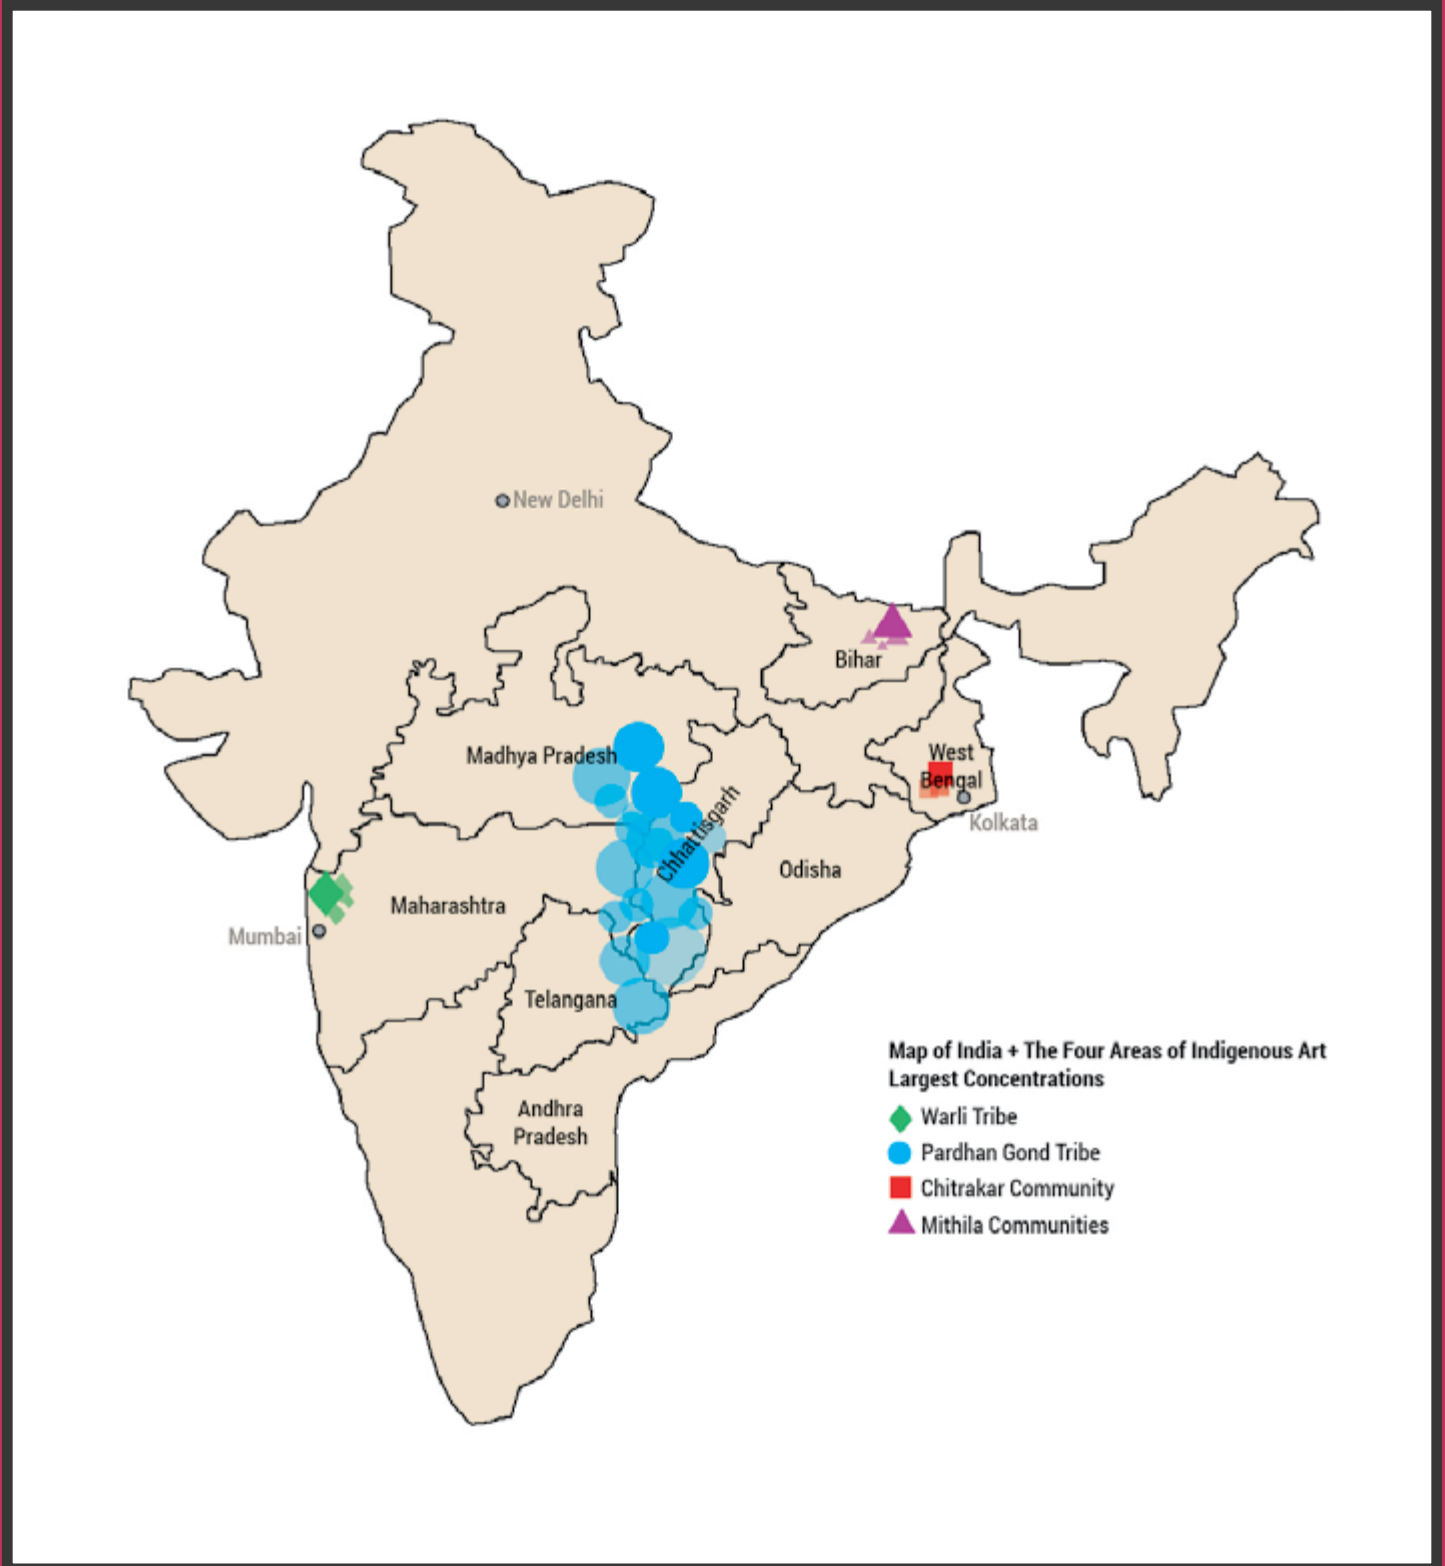 New Delhi
Bihar
Madhya Pradesh
West
Bengal
Kolkata
Chhattisgarh
Odisha
Maharashtra
Mumbai
Telangana
Andhra
Pradesh
Map of India + The Four Areas of Indigenous Art
Largest Concentrations
Warli Tribe
Pardhan Gond Tribe
Chitrakar Community
Mithila Communities